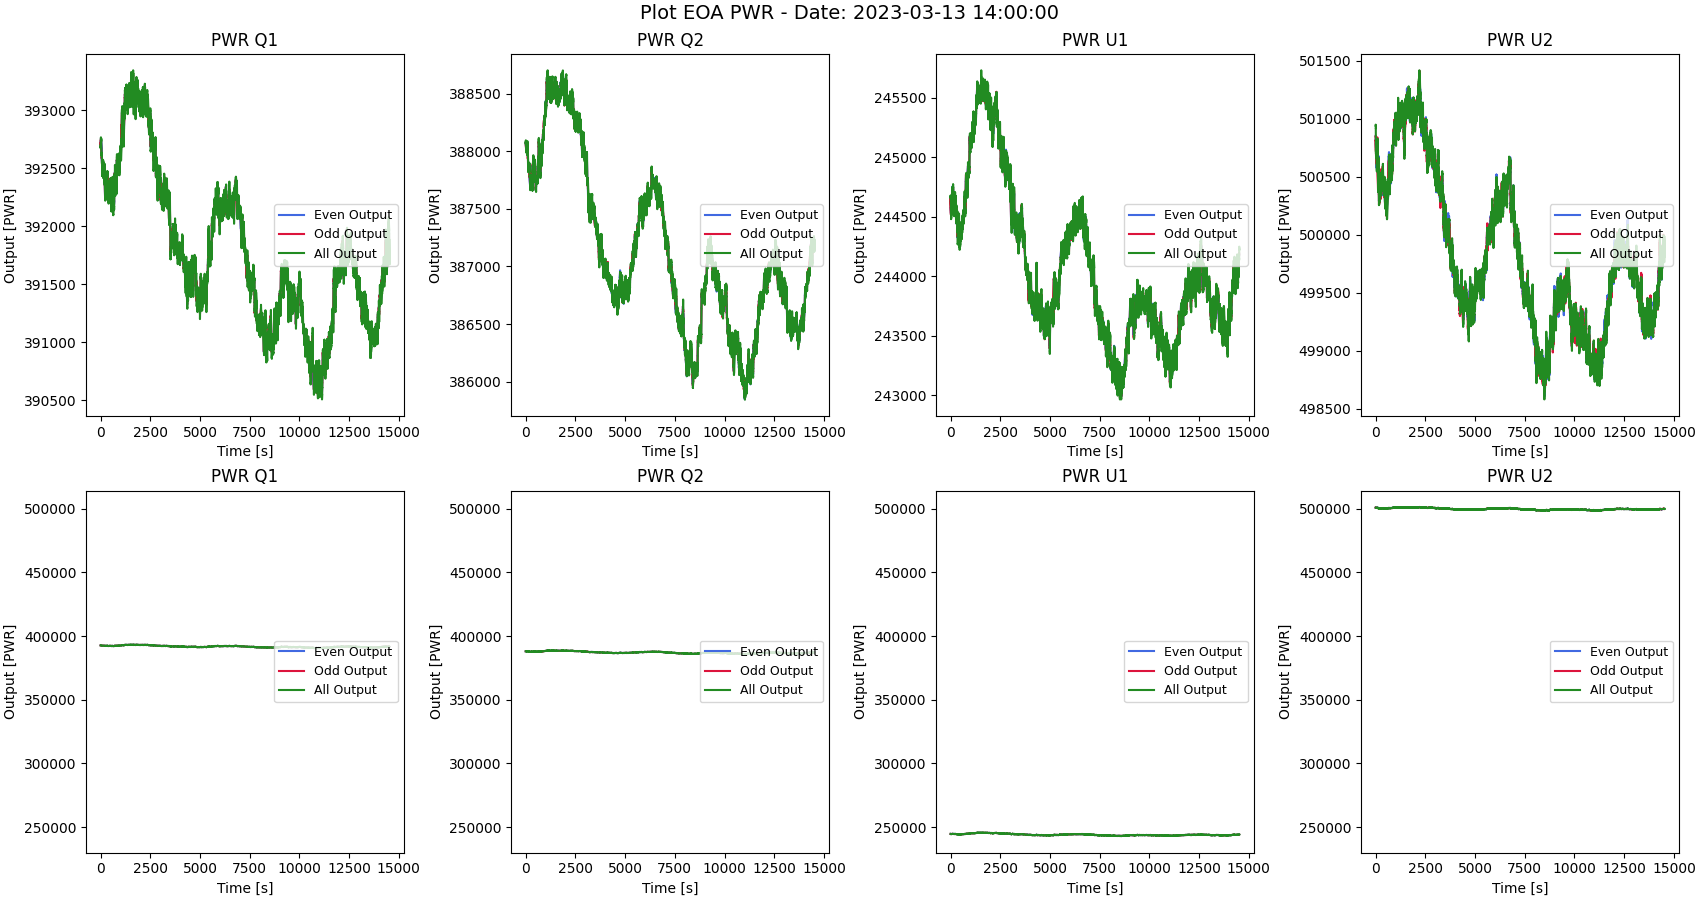 Plot EOA PWR - Date: 2023-03-13 14:00:00
PWR Q1
Output [PWR]
393000
392500
392000
391500
391000
390500
0 2500 5000 7500 10000 12500 15000
Time [s]
Even Output
Odd Output
All Output
PWR Q2
Output [PWR]
388500
388000
387500
387000
386500
386000
0 2500 5000 7500 10000 12500 15000
Time [s]
Even Output
Odd Output
All Output
PWR U1
Output [PWR]
245500
245000
244500
244000
243500
243000
0 2500 5000 7500 10000 12500 15000
Time [s]
Even Output
Odd Output
All Output
PWR U2
Output [PWR]
501500
501000
500500
500000
499500
499000
498500
0 2500 5000 7500 10000 12500 15000
Time [s]
Even Output
Odd Output
All Output
PWR Q1
Output [PWR]
500000
450000
400000
350000
300000
250000
0 2500 5000 7500 10000 12500 15000
Time [s]
Even Output
Odd Output
All Output
PWR Q2
Output [PWR]
500000
450000
400000
350000
300000
250000
0 2500 5000 7500 10000 12500 15000
Time [s]
Even Output
Odd Output
All Output
PWR U1
Output [PWR]
500000
450000
400000
350000
300000
250000
0 2500 5000 7500 10000 12500 15000
Time [s]
Even Output
Odd Output
All Output
PWR U2
Output [PWR]
500000
450000
400000
350000
300000
250000
0 2500 5000 7500 10000 12500 15000
Time [s]
Even Output
Odd Output
All Output